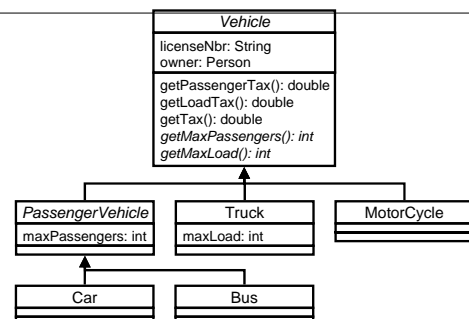 Vehicle
licenseNbr: String
owner: Person
getPassengerTax(): double
getLoadTax(): double
getTax(): double
getMaxPassengers(): int
getMaxLoad(): int
PassengerVehicle
maxPassengers: int
Truck
maxLoad: int
MotorCycle
Car
Bus